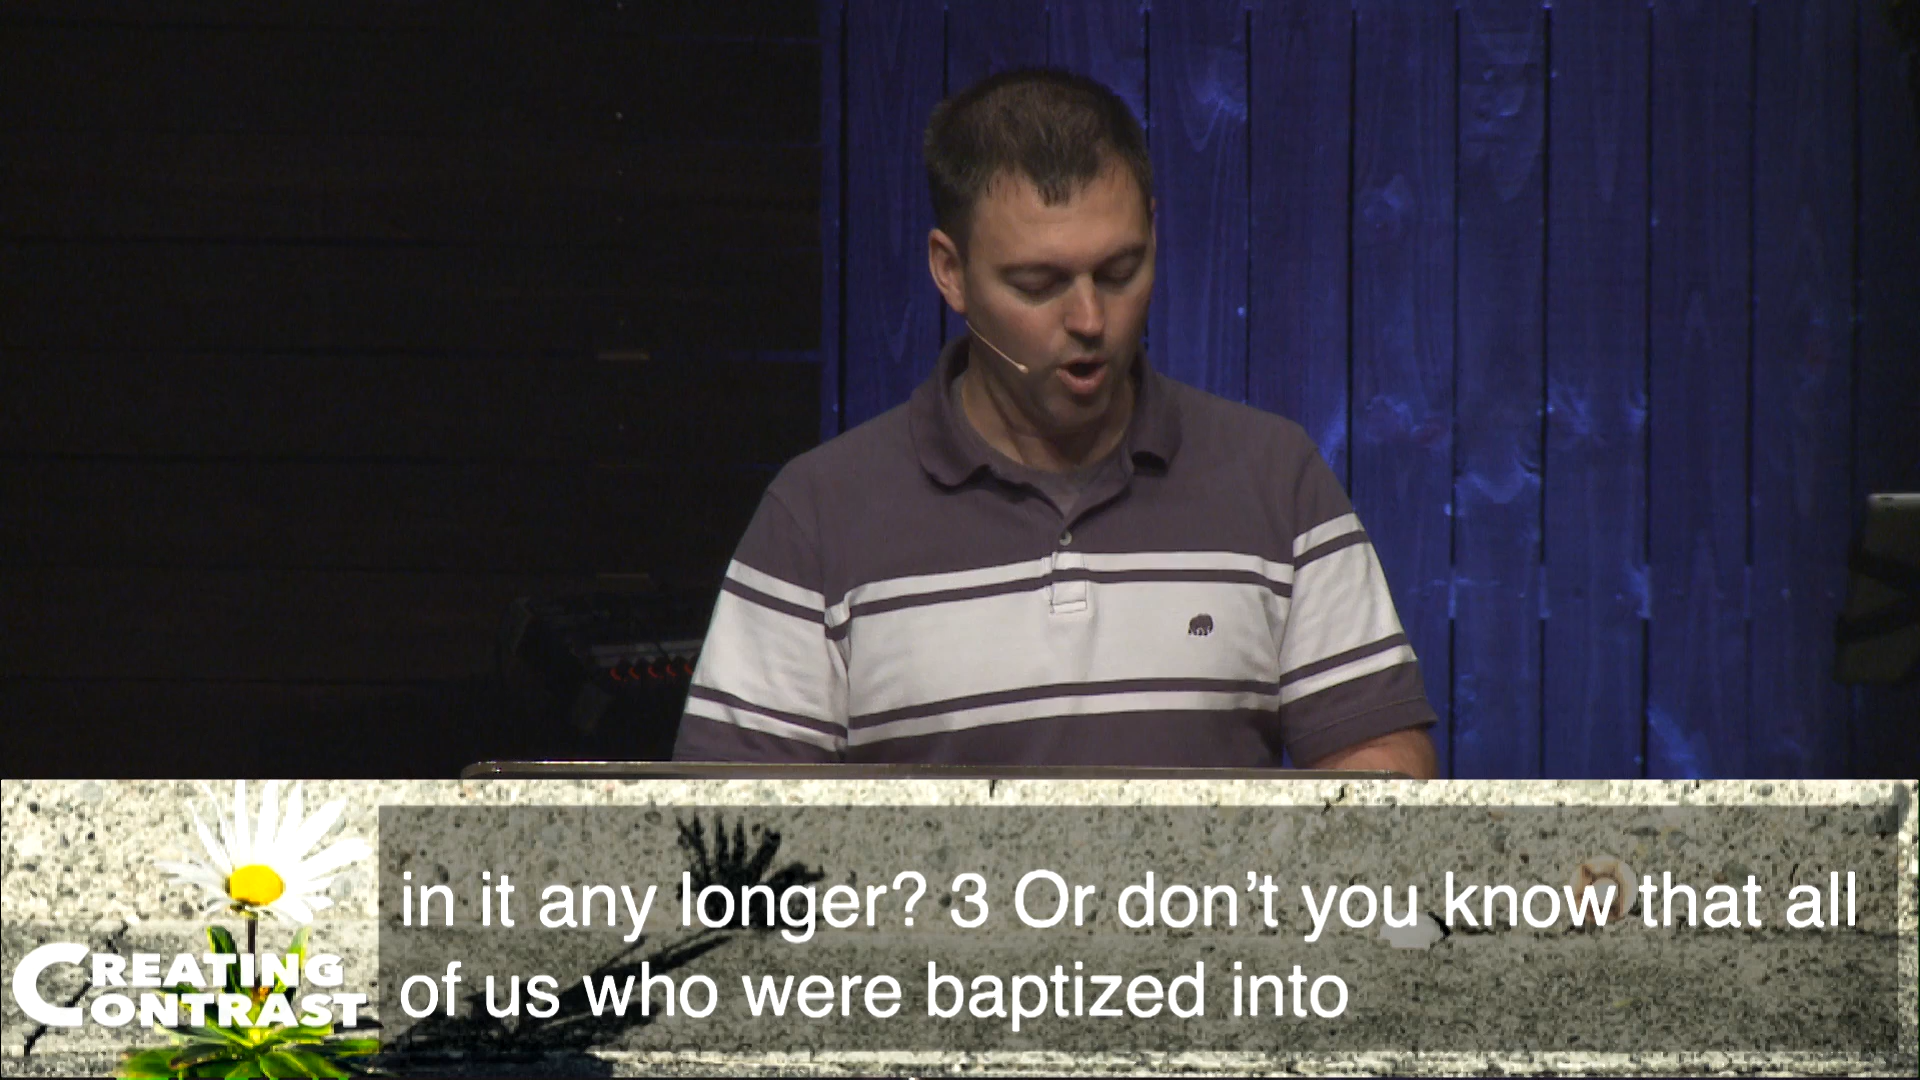 CREATING
CONTRAST
in it any longer? 3 Or don’t you know that all
of us who were baptized into